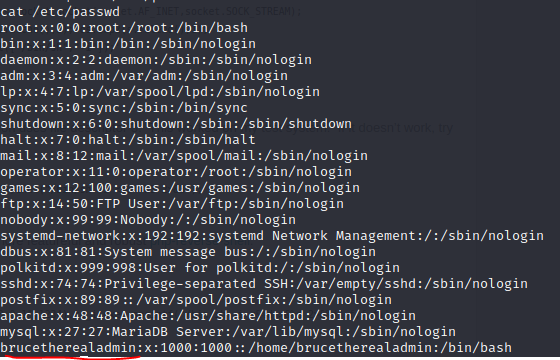 cat /etc/passwd
root:x:0:0:root:/root:/bin/bash
bin:x:1:1:bin:/bin:/sbin/nologin
daemon:x:2:2:daemon:/sbin:/sbin/nologin
adm:x:3:4:adm:/var/adm:/sbin/nologin
lp:x:4:7:lp:/var/spool/lpd:/sbin/nologin
sync:x:5:0:sync:/sbin:/bin/sync
shutdown:x:6:0:shutdown:/sbin:/sbin/shutdown
halt:x:7:0:halt:/sbin:/sbin/halt
mail:x:8:12:mail:/var/spool/mail:/sbin/nologin
operator:x:11:0:operator:/root:/sbin/nologin
games:x:12:100:games:/usr/games:/sbin/nologin
ftp:x:14:50:FTP User:/var/ftp:/sbin/nologin
nobody:x:99:99:Nobody:/:/sbin/nologin
systemd-network:x:192:192:systemd Network Management:/:/sbin/nologin
dbus:x:81:81:System message bus:/:/sbin/nologin
polkitd:x:999:998:User for polkitd:/:/sbin/nologin
sshd:x:74:74:Privilege-separated SSH:/var/empty/sshd:/sbin/nologin
postfix:x:89:89::/var/spool/postfix:/sbin/nologin
apache:x:48:48:Apache:/usr/share/httpd:/sbin/nologin
mysql:x:27:27:MariaDB Server:/var/lib/mysql:/sbin/nologin
brucetherealadmin:x:1000:1000::/home/brucetherealadmin:/bin/bash